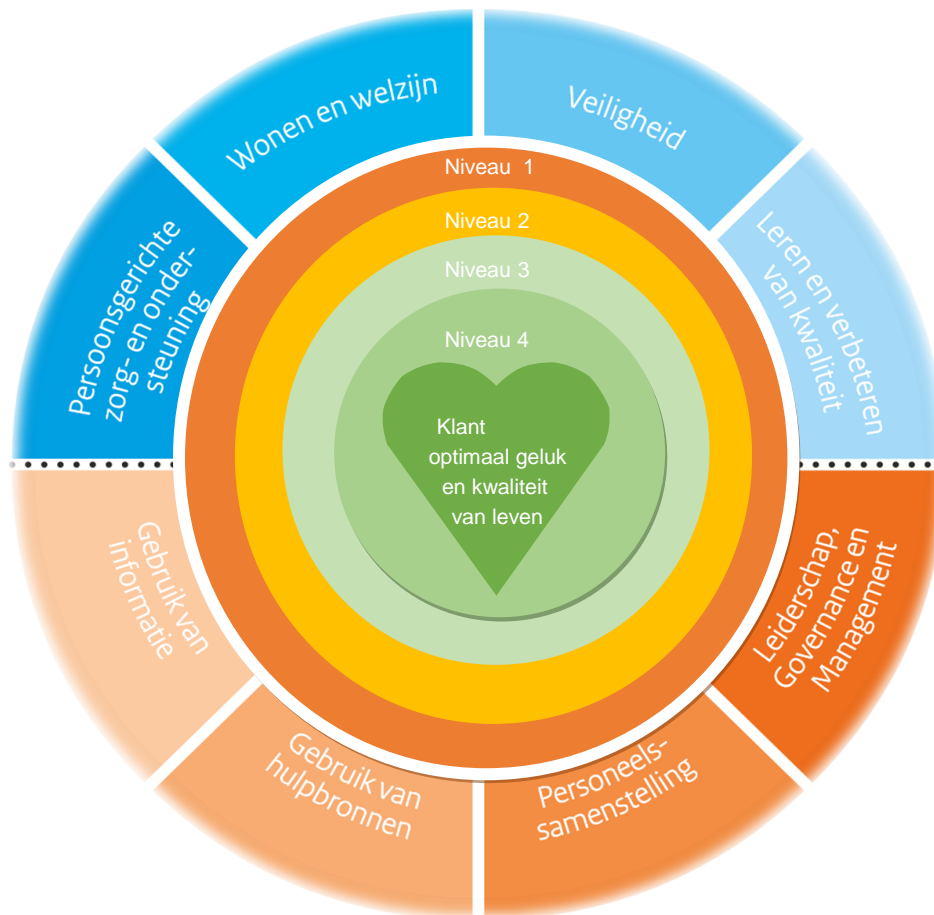 Wonen en welzijn
Veiligheid
Leren en verbeteren
van kwaliteit
Leiderschap,
Governance en
Management
Personeels-
samenstelling
Gebruik van
hulpbronnen
Gebruik van
informatie
Persoonsgerichte
zorg- en onder-
steuning
Niveau 1
Niveau 2
Niveau 3
Niveau 4
Klant
optimaal geluk
en kwaliteit
van leven